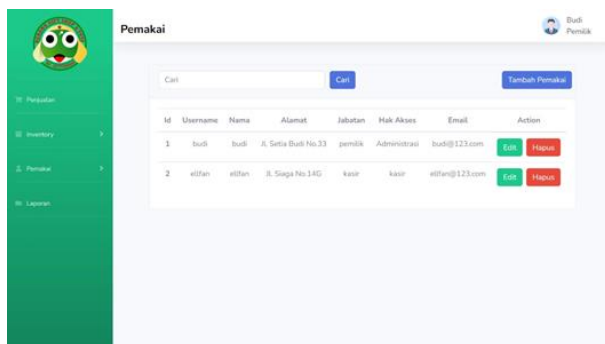 Pemakai
Budi
Pemilik
Cari
Cari
Tambah Pemakai
Penjualan
Inventory
Pemakai
Laporan
Id Username Nama Alamat Jabatan Hak Akses Email Action
1 budi budi Jl. Setia Budi No.33 pemilik Administrasi budi@123.com Edit Hapus
2 elifan elifan Jl. Siaga No.14G kasir kasir elifan@123.com Edit Hapus